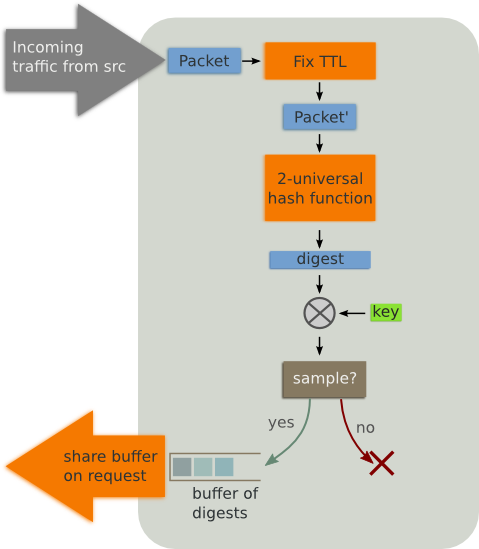 Incoming
traffic from src
Packet
Fix TTL
Packet'
2-universal
hash function
digest
key
sample?
yes
no
share buffer
on request
buffer of
digests